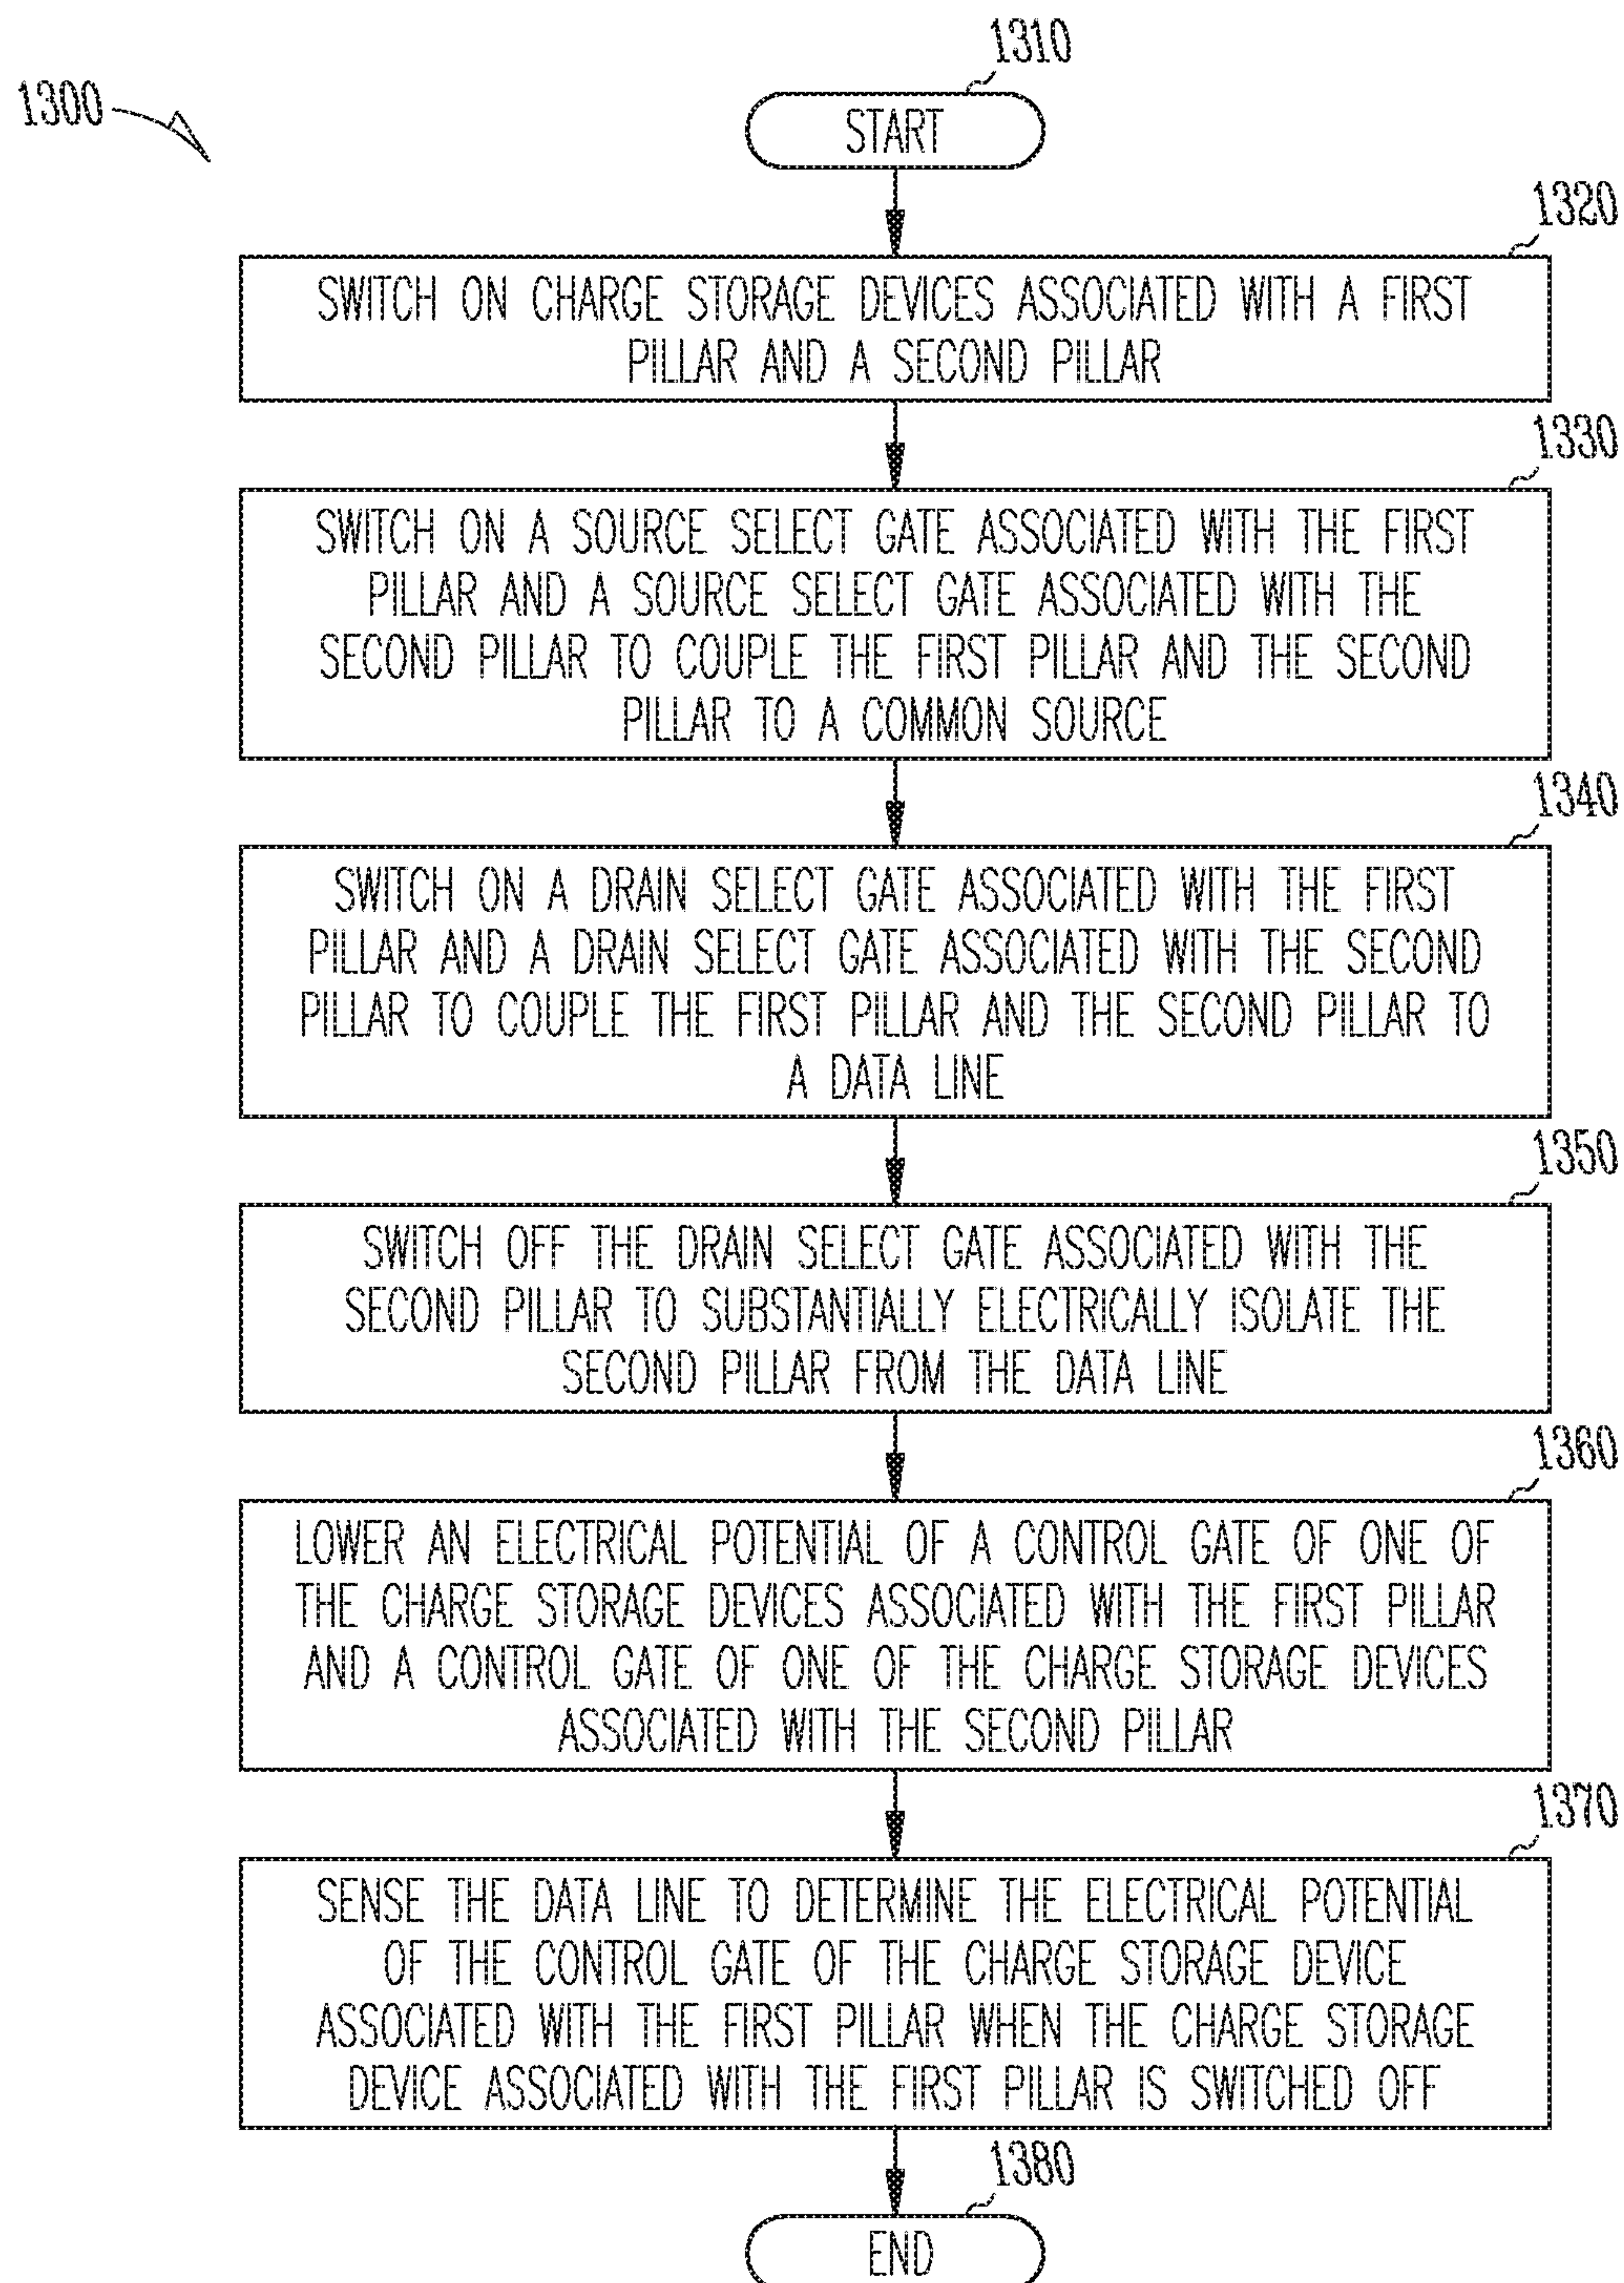 1310
1300
START
1320
SWITCH ON CHARGE STORAGE DEVICES ASSOCIATED WITH A FIRST
PILLAR AND A SECOND PILLAR
1330
SWITCH ON A SOURCE SELECT GATE ASSOCIATED WITH THE FIRST
PILLAR AND A SOURCE SELECT GATE ASSOCIATED WITH THE
SECOND PILLAR TO COUPLE THE FIRST PILLAR AND THE SECOND
PILLAR TO A COMMON SOURCE
1340
SWITCH ON A DRAIN SELECT GATE ASSOCIATED WITH THE FIRST
PILLAR AND A DRAIN SELECT GATE ASSOCIATED WITH THE SECOND
PILLAR TO COUPLE THE FIRST PILLAR AND THE SECOND PILLAR TO
A DATA LINE
1350
SWITCH OFF THE DRAIN SELECT GATE ASSOCIATED WITH THE
SECOND PILLAR TO SUBSTANTIALLY ELECTRICALLY ISOLATE THE
SECOND PILLAR FROM THE DATA LINE
1360
LOWER AN ELECTRICAL POTENTIAL OF A CONTROL GATE OF ONE OF
THE CHARGE STORAGE DEVICES ASSOCIATED WITH THE FIRST PILLAR
AND A CONTROL GATE OF ONE OF THE CHARGE STORAGE DEVICES
ASSOCIATED WITH THE SECOND PILLAR
1370
SENSE THE DATA LINE TO DETERMINE THE ELECTRICAL POTENTIAL
OF THE CONTROL GATE OF THE CHARGE STORAGE DEVICE
ASSOCIATED WITH THE FIRST PILLAR WHEN THE CHARGE STORAGE
DEVICE ASSOCIATED WITH THE FIRST PILLAR IS SWITCHED OFF
1380
END